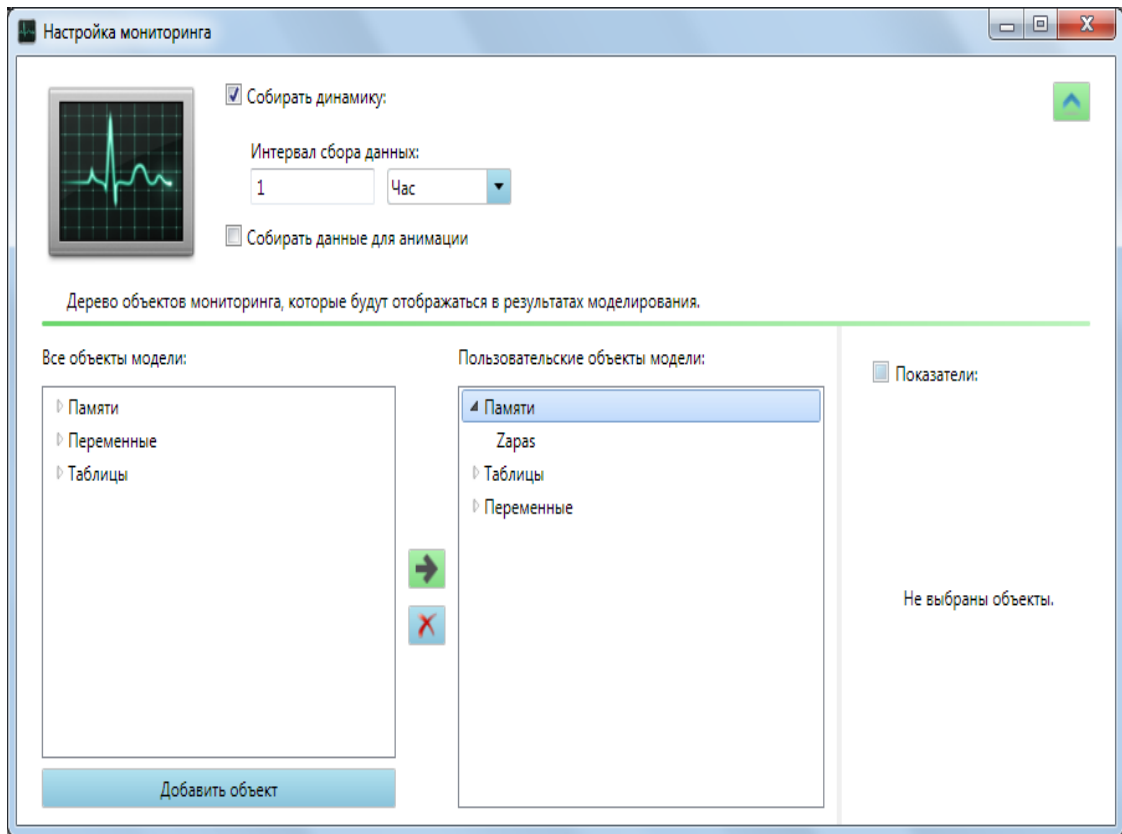 Настройка мониторинга
Собирать динамику:
Интервал сбора данных:
1 Час
Собирать данные для анимации
Дерево объектов мониторинга, которые будут отображаться в результатах моделирования.
Все объекты модели:
Памяти
Переменные
Таблицы
Добавить объект
Пользовательские объекты модели:
Памяти
Zapas
Таблицы
Переменные
Показатели:
Не выбраны объекты.